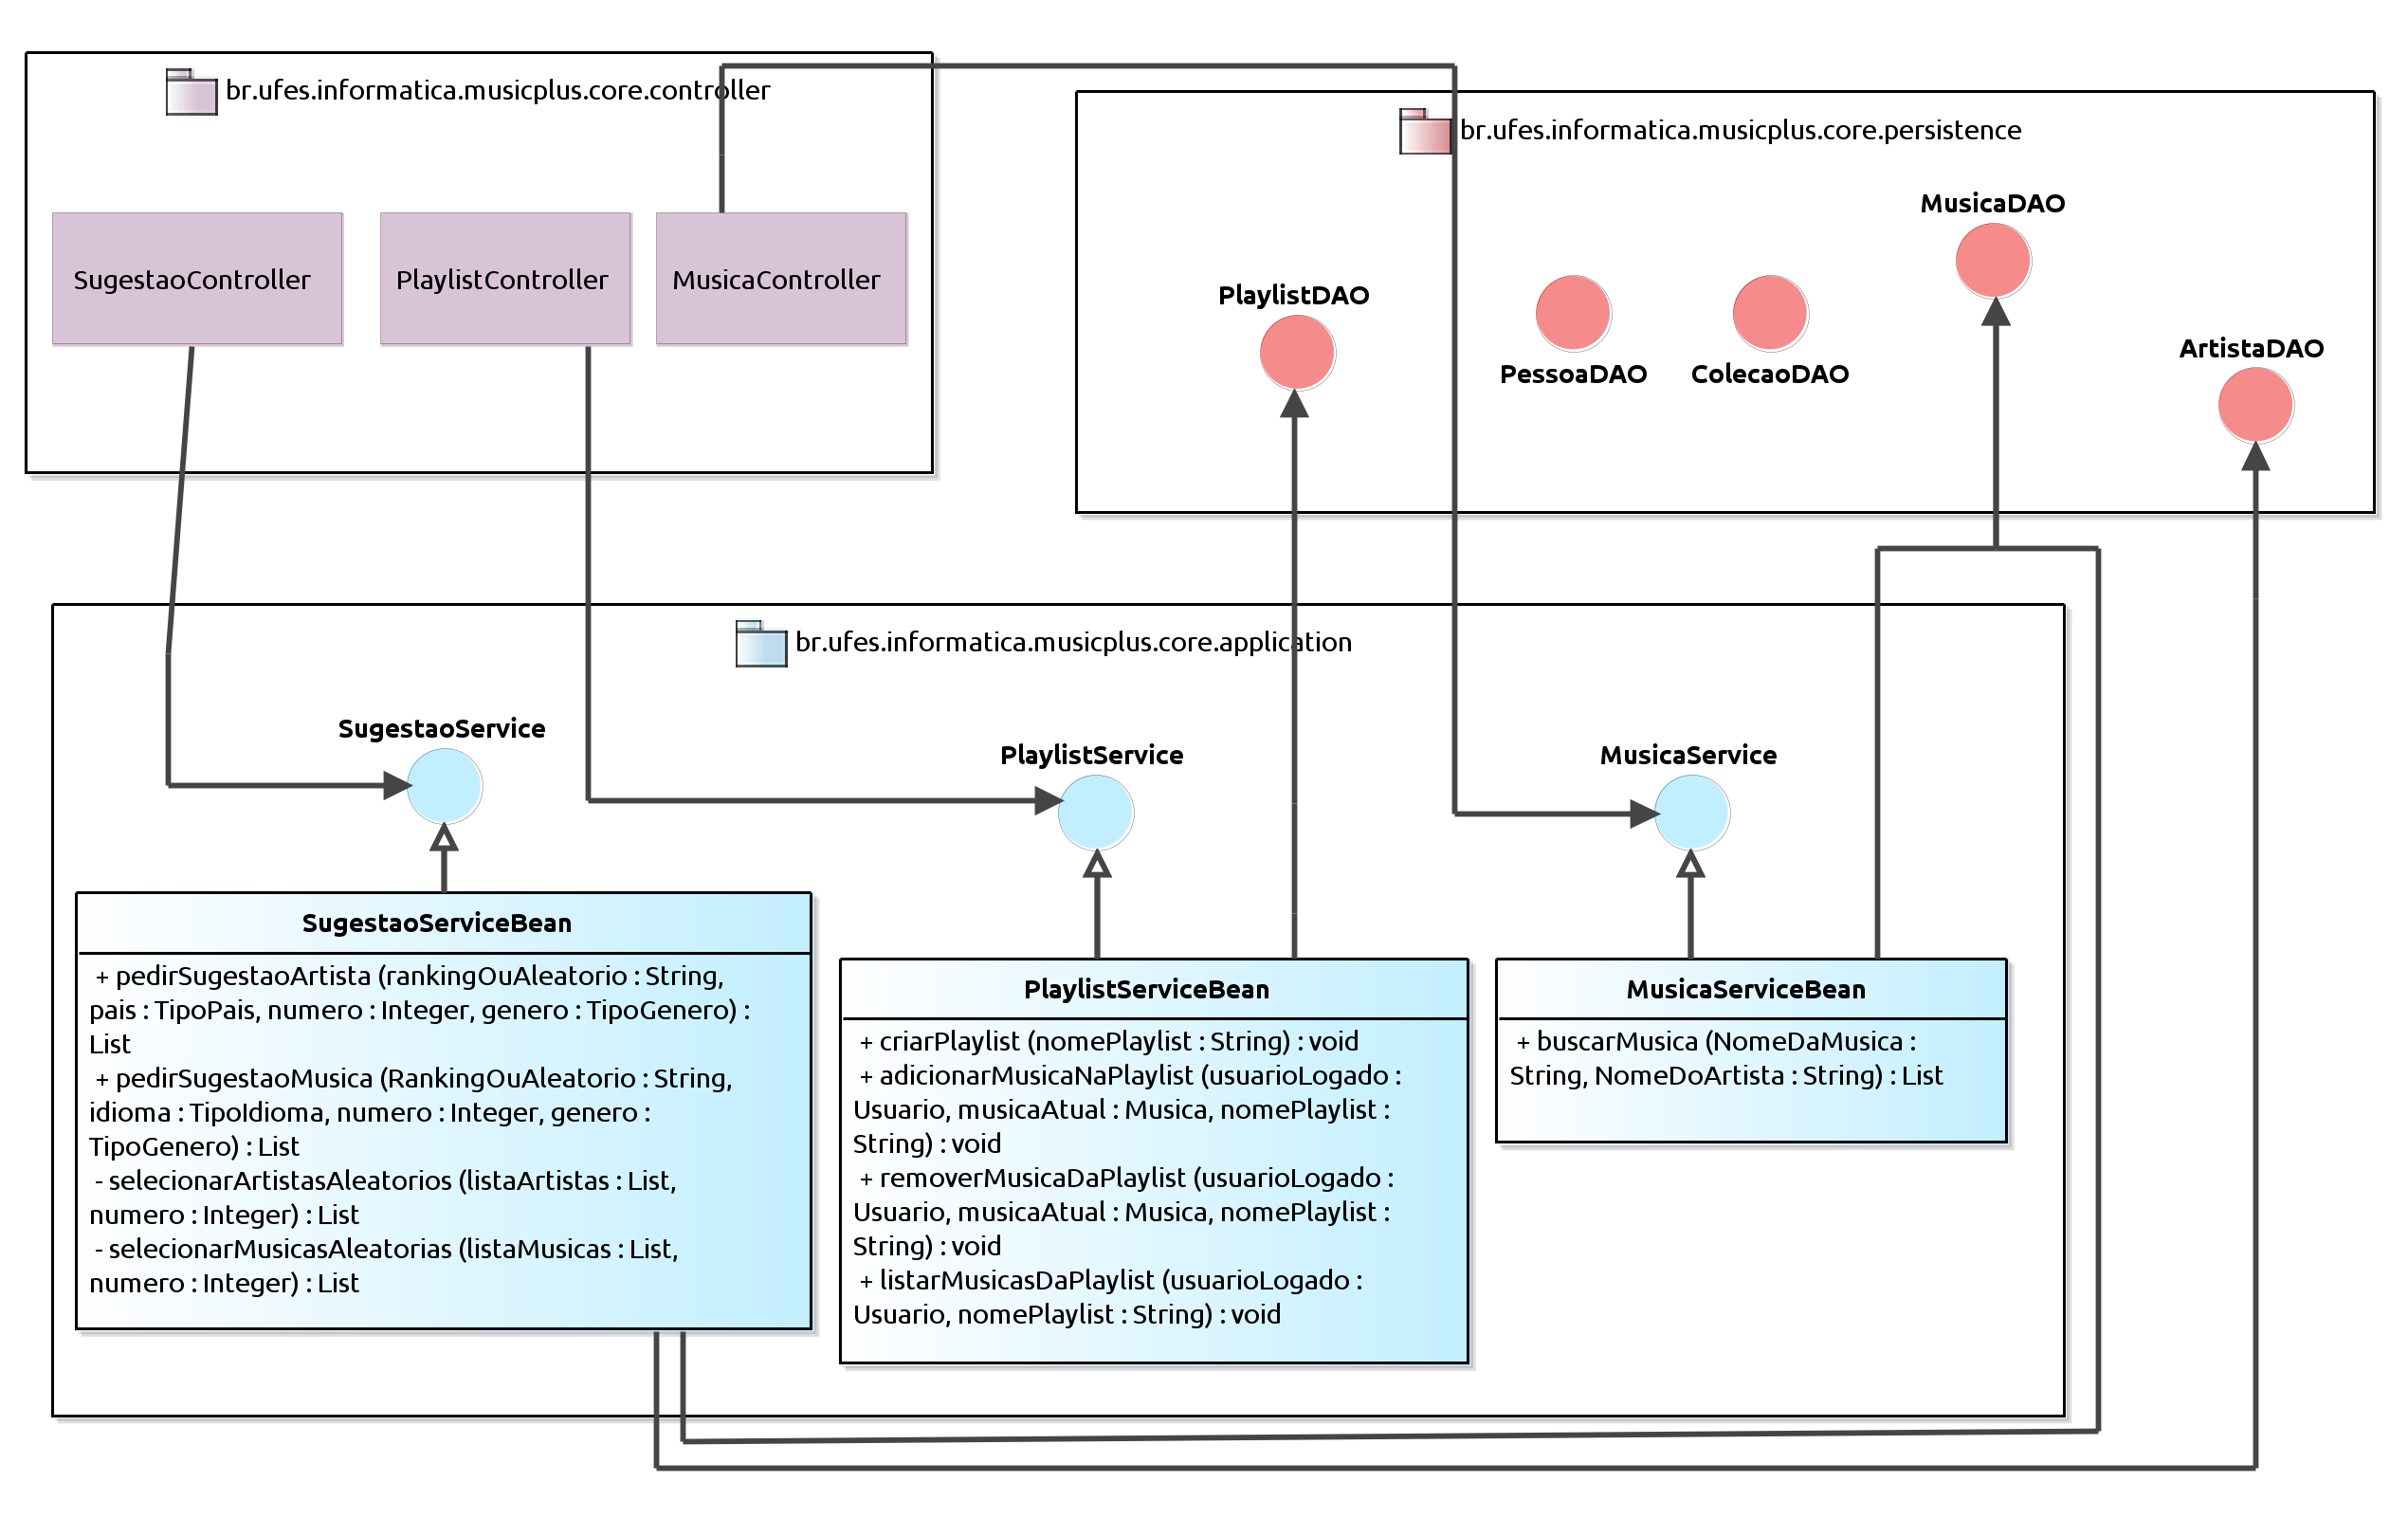 br.ufes.informatica.musicplus.core.controller
SugestaoController
PlaylistController
MusicaController
br.ufes.informatica.musicplus.core.persistence
MusicaDAO
PlaylistDAO
PessoaDAO
ColecaoDAO
ArtistaDAO
br.ufes.informatica.musicplus.core.application
SugestaoService
PlaylistService
MusicaService
SugestaoServiceBean
+ pedirSugestaoArtista (rankingOuAleatorio : String,
pais : TipoPais, numero : Integer, genero : TipoGenero) :
List
+ pedirSugestaoMusica (RankingOuAleatorio : String,
idioma : TipoIdioma, numero : Integer, genero :
TipoGenero) : List
- selecionarArtistasAleatorios (listaArtistas : List,
numero : Integer) : List
- selecionarMusicasAleatorias (listaMusicas : List,
numero : Integer) : List
PlaylistServiceBean
+ criarPlaylist (nomePlaylist : String) : void
+ adicionarMusicaNaPlaylist (usuarioLogado :
Usuario, musicaAtual : Musica, nomePlaylist :
String) : void
+ removerMusicaDaPlaylist (usuarioLogado :
Usuario, musicaAtual : Musica, nomePlaylist :
String) : void
+ listarMusicasDaPlaylist (usuarioLogado :
Usuario, nomePlaylist : String) : void
MusicaServiceBean
+ buscarMusica (NomeDaMusica :
String, NomeDoArtista : String) : List